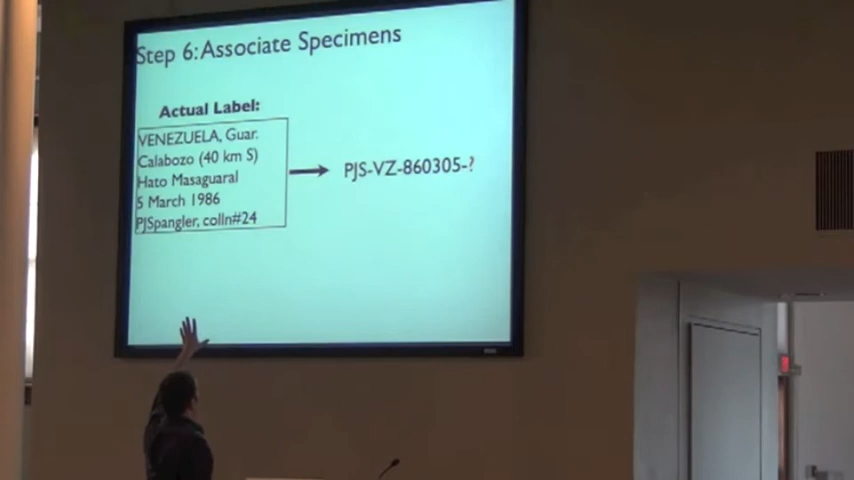 Step 6: Associate Specimens
Actual Label:
VENEZUELA, Guar.
Calabozo (40 km S)
Hato Masaguaral
5 March 1986
PJSpangler, colln#24
PJS-VZ-860305-?